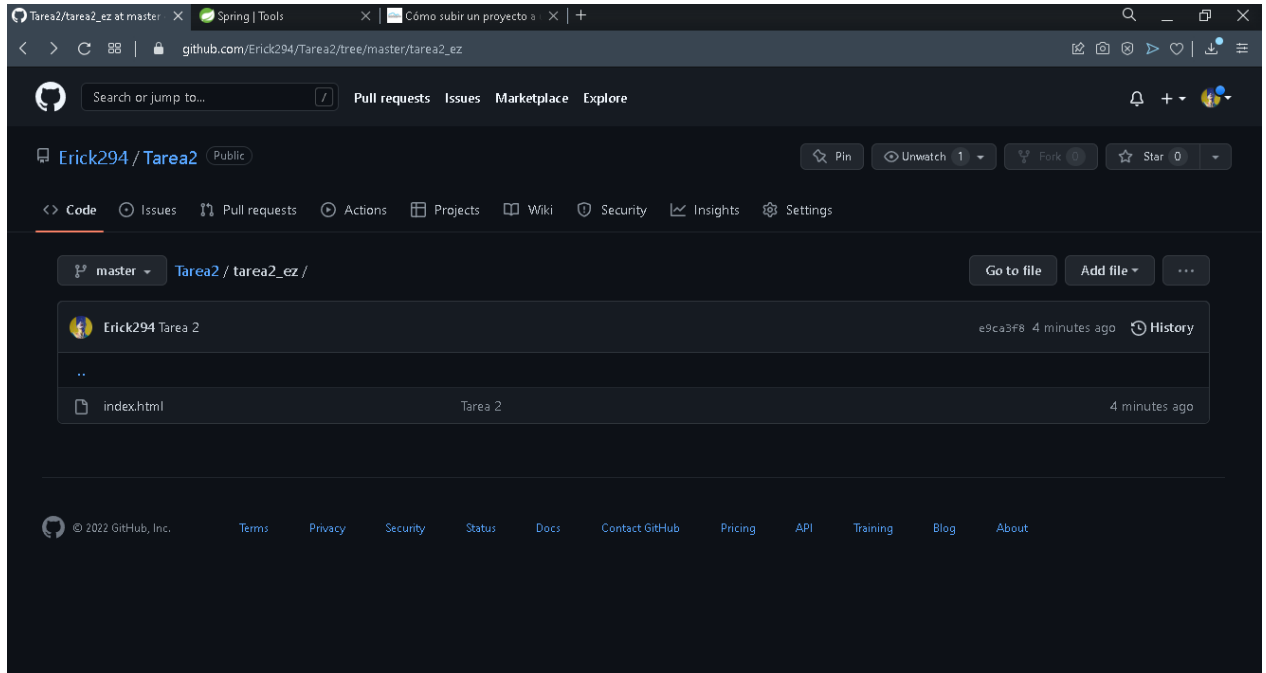 Tarea2/tarea2_ez at master Spring | Tools Cómo subir un proyecto a
github.com/Erick294/Tarea2/tree/master/tarea2_ez
Search or jump to... / Pull requests Issues Marketplace Explore
Erick294 / Tarea2 Public Pin Unwatch 1 Fork 0 Star 0
<> Code Issues Pull requests Actions Projects Wiki Security Insights Settings
master Tarea2 / tarea2_ez / Go to file Add file ...
Erick294 Tarea 2 e9ca3f8 4 minutes ago History
..
index.html Tarea 2 4 minutes ago
© 2022 GitHub, Inc. Terms Privacy Security Status Docs Contact GitHub Pricing API Training Blog About